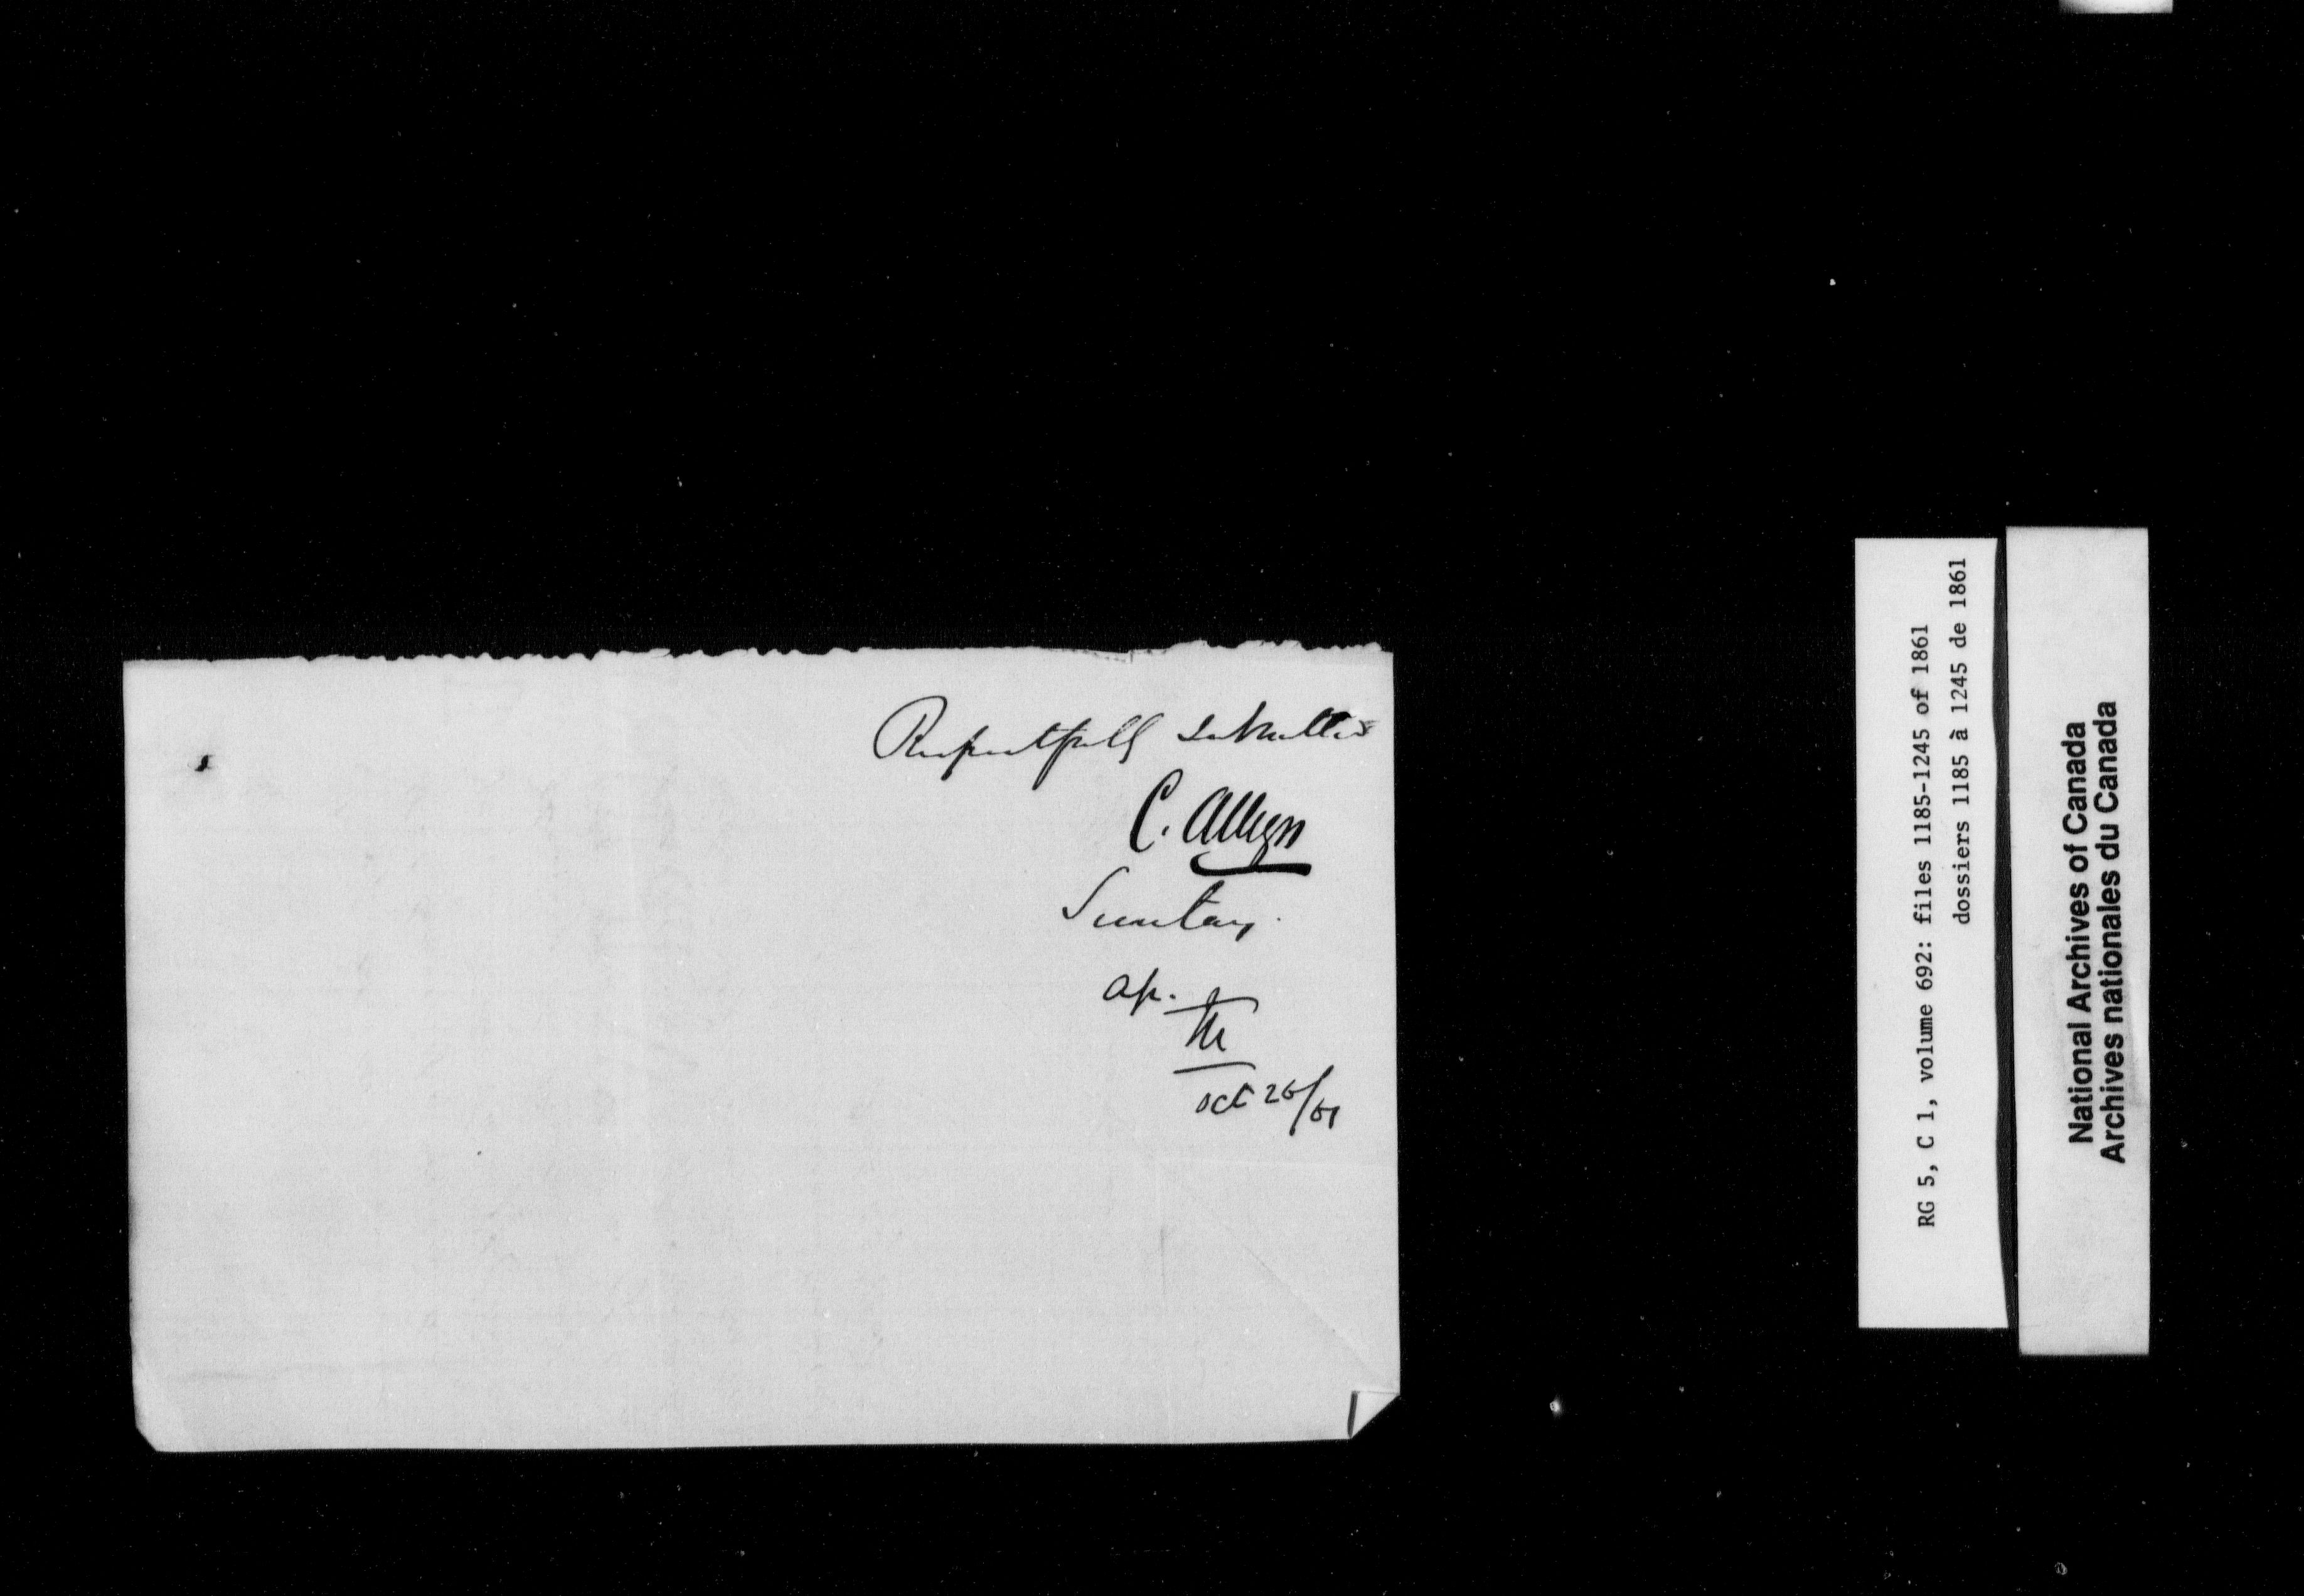 Respectfully submitted
C. Alleyn
Secretary.
Ap.
Oct 26/61
RG 5, C 1, volume 692: files 1185-1245 of 1861
dossiers 1185 à 1245 de 1861
National Archives of Canada
Archives nationales du Canada